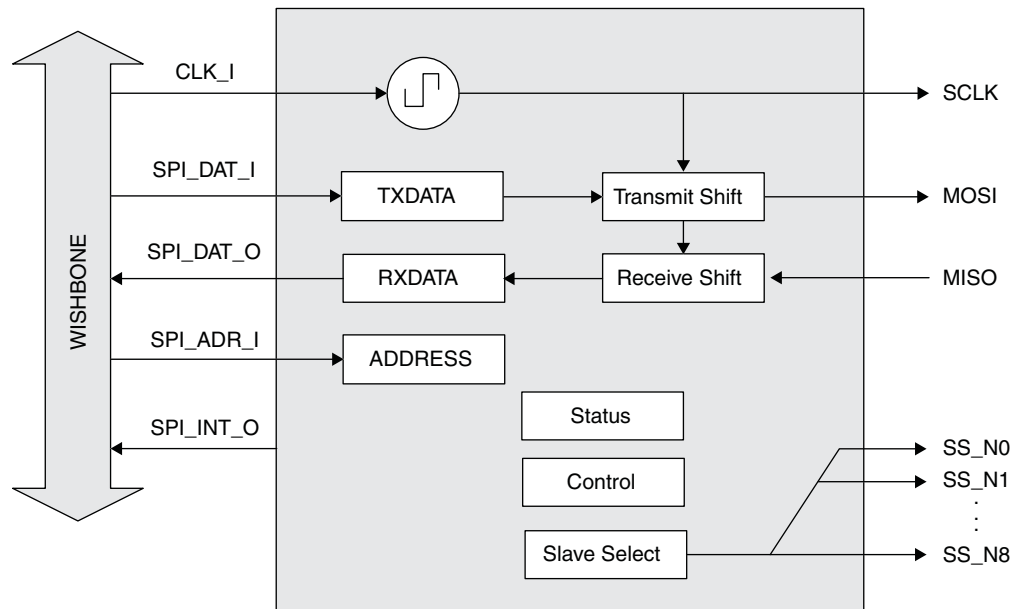 CLK_I
SCLK
SPI_DAT_I
TXDATA
Transmit Shift
MOSI
WISHBONE
SPI_DAT_O
RXDATA
Receive Shift
MISO
SPI_ADR_I
ADDRESS
Status
SPI_INT_O
SS_N0
Control
SS_N1
:
Slave Select
SS_N8